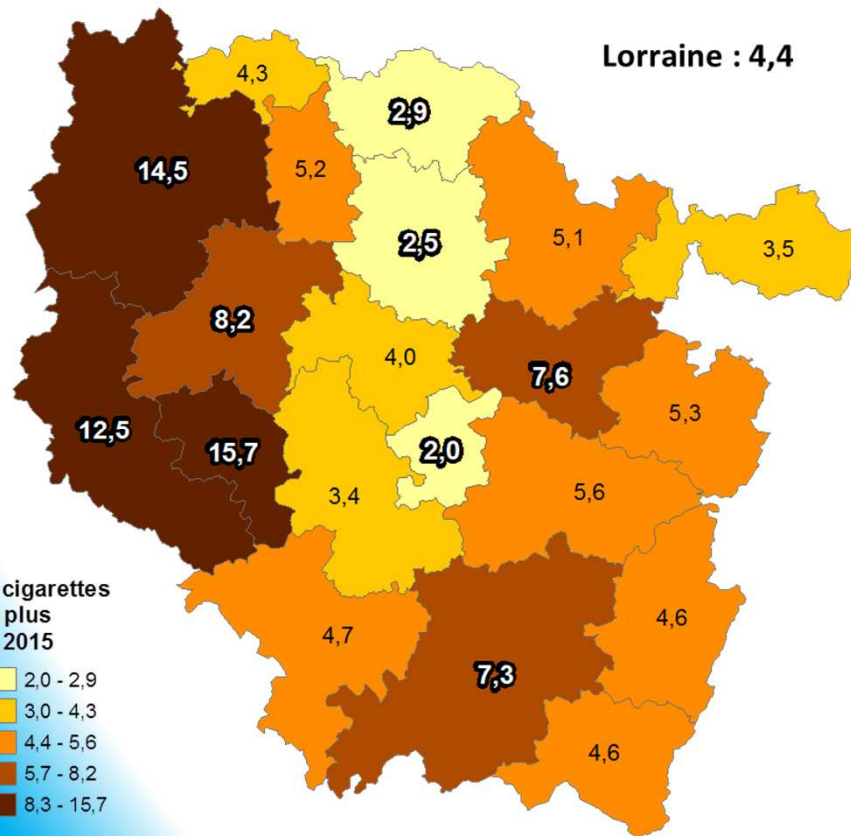 Lorraine : 4,4
4,3
2,9
14,5
5,2
2,5
5,1
3,5
8,2
4,0
7,6
5,3
12,5
15,7
2,0
3,4
5,6
4,7
4,6
7,3
4,6
cigarettes
plus
2015
2,0 - 2,9
3,0 - 4,3
4,4 - 5,6
5,7 - 8,2
8,3 - 15,7